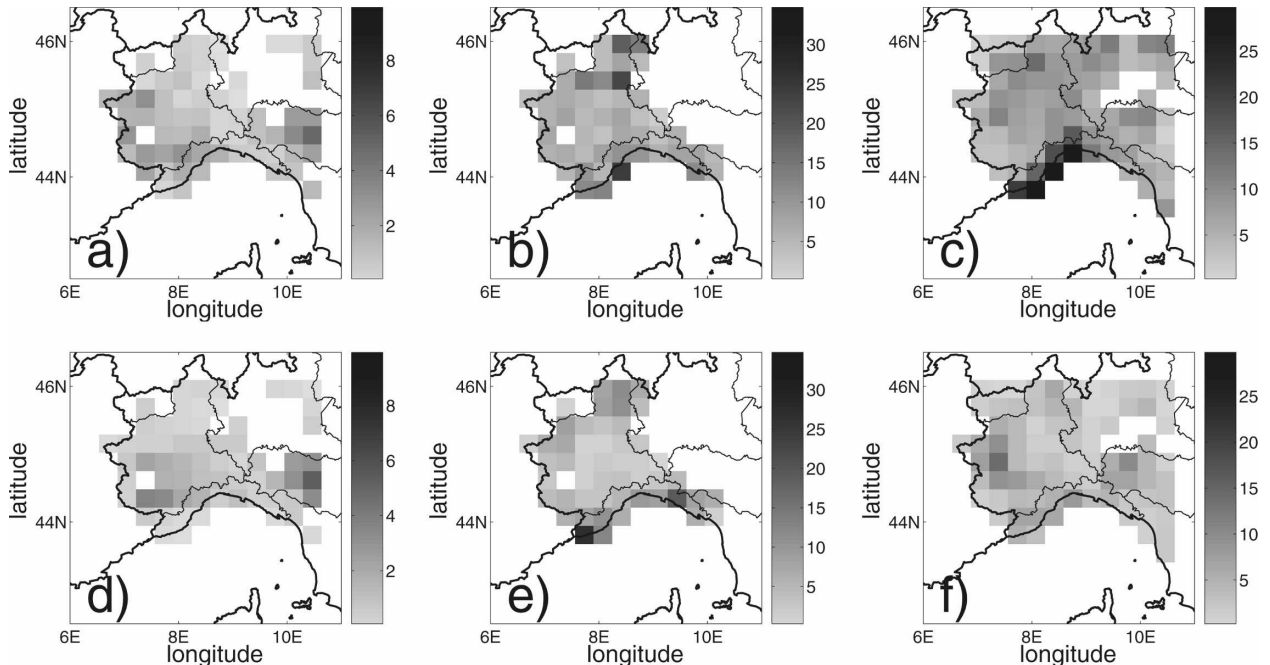 46N
44N
latitude
6E 8E 10E
longitude
8
6
4
2
a)
46N
44N
latitude
6E 8E 10E
longitude
30
25
20
15
10
5
b)
46N
44N
latitude
6E 8E 10E
longitude
25
20
15
10
5
c)
46N
44N
latitude
6E 8E 10E
longitude
8
6
4
2
d)
46N
44N
latitude
6E 8E 10E
longitude
30
25
20
15
10
5
e)
46N
44N
latitude
6E 8E 10E
longitude
25
20
15
10
5
f)